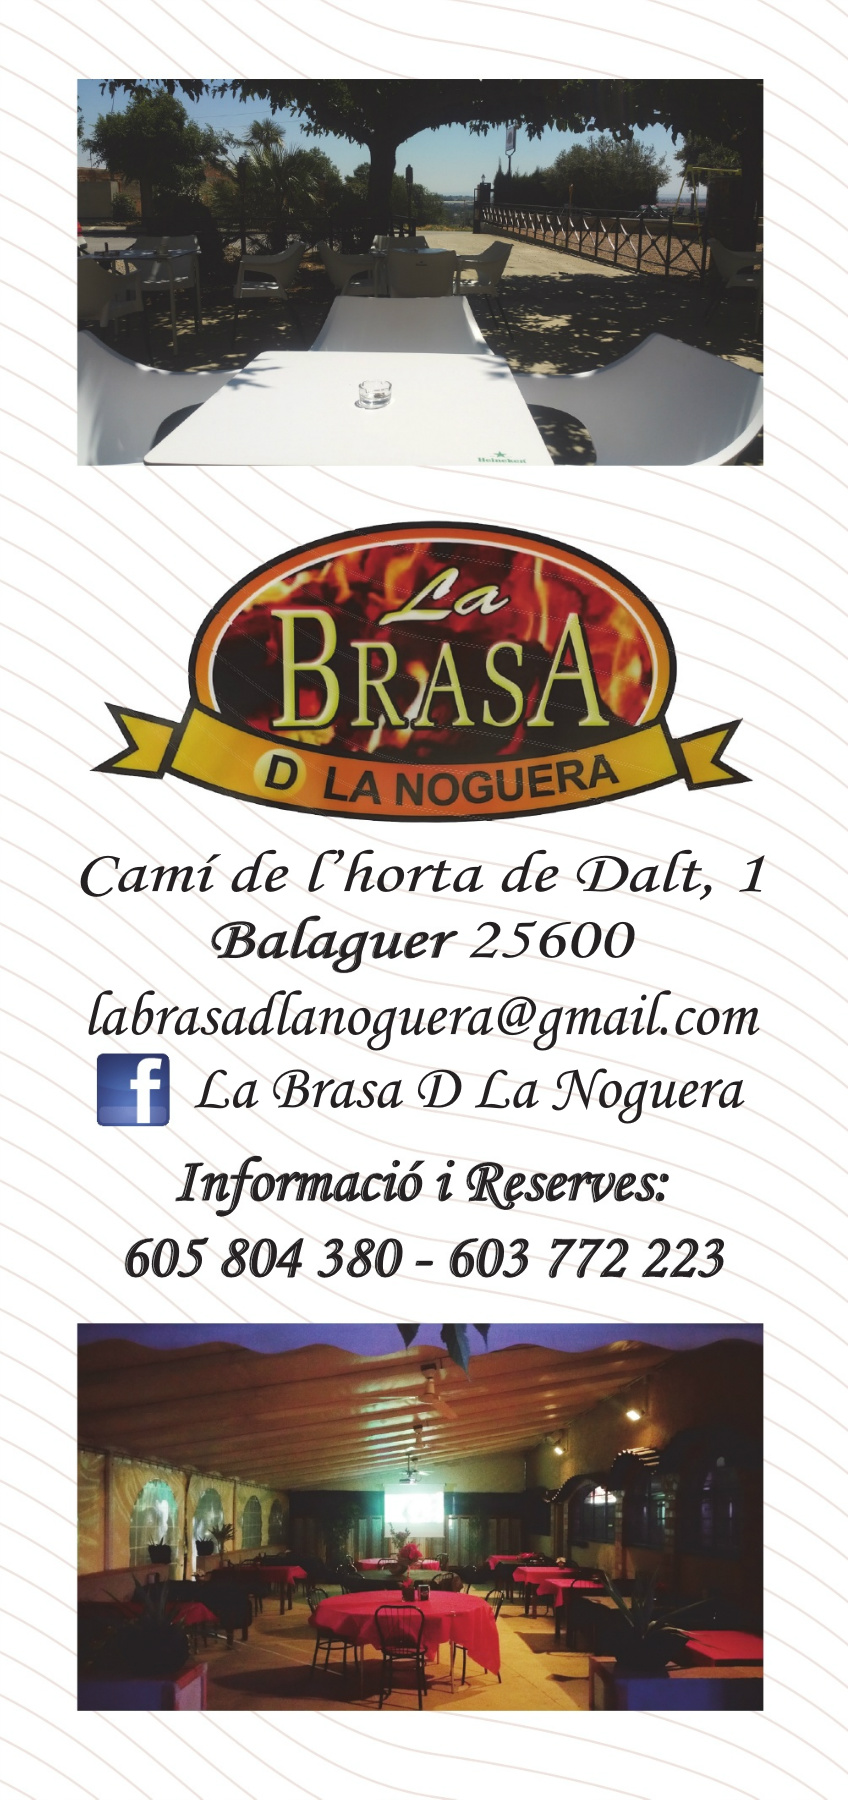 Heineken
La
BRASA
D LA NOGUERA
Camí de l'horta de Dalt, 1
Balaguer 25600
labrasadlanoguera@gmail.com
f La Brasa D La Noguera
Informació i Reserves:
605 804 380 - 603 772 223